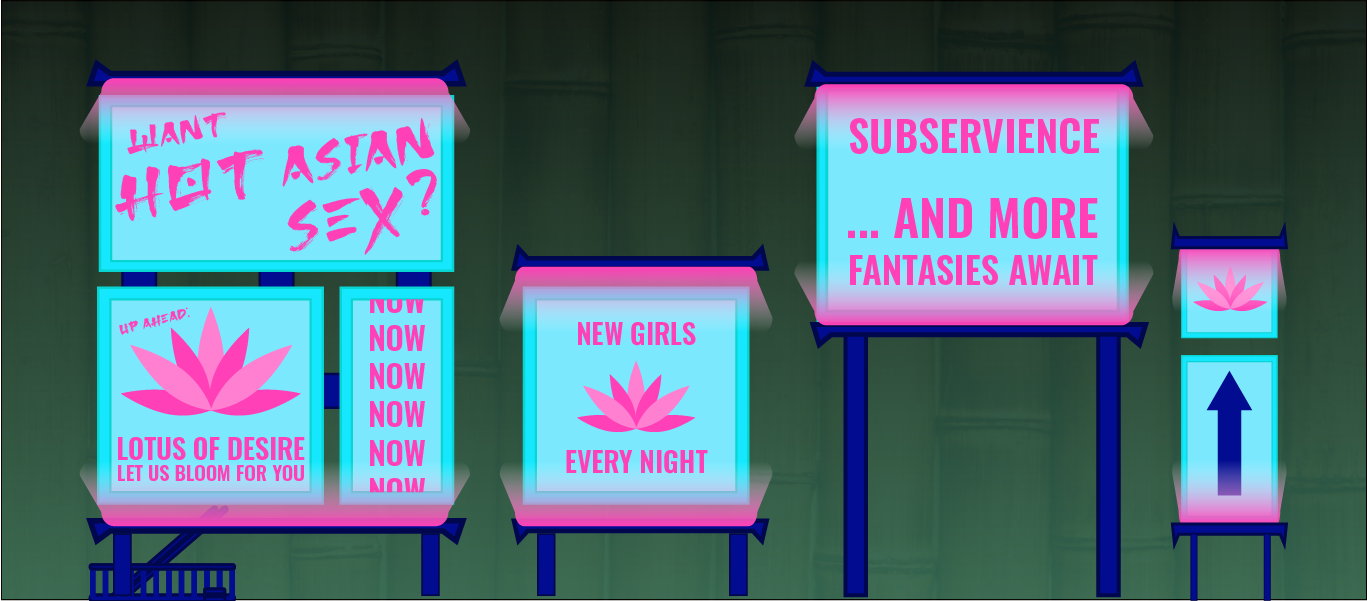 WANT
HOT ASIAN
SEX?
UP AHEAD:
LOTUS OF DESIRE
LET US BLOOM FOR YOU
NOW
NOW
NOW
NOW
NOW
NOW
NEW GIRLS
EVERY NIGHT
SUBSERVIENCE
... AND MORE
FANTASIES AWAIT